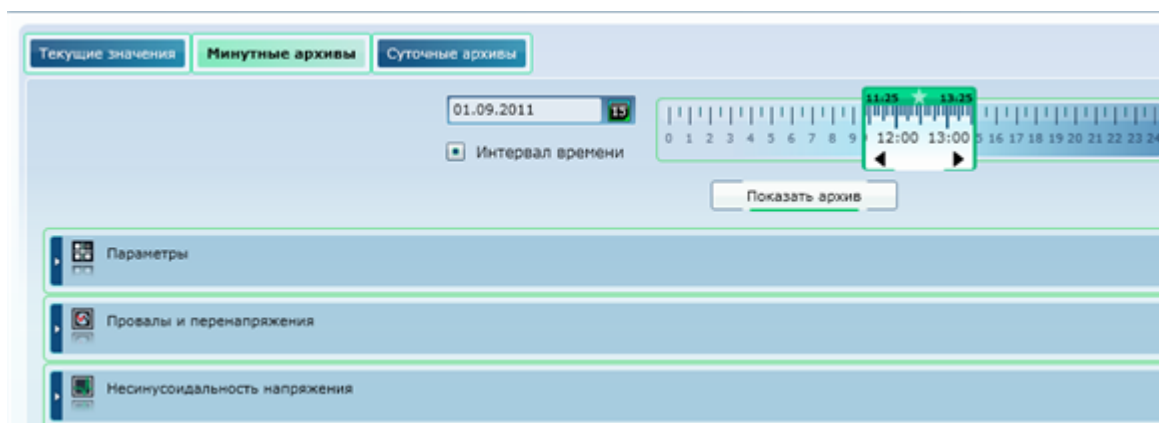 Текущие значения Минутные архивы Суточные архивы
01.09.2011 15
11:25 13:25
0 1 2 3 4 5 6 7 8 9 12:00 13:00 5 16 17 18 19 20 21 22 23 24
Интервал времени
Показать архив
Параметры
Провалы и перенапряжения
Несинусоидальность напряжения